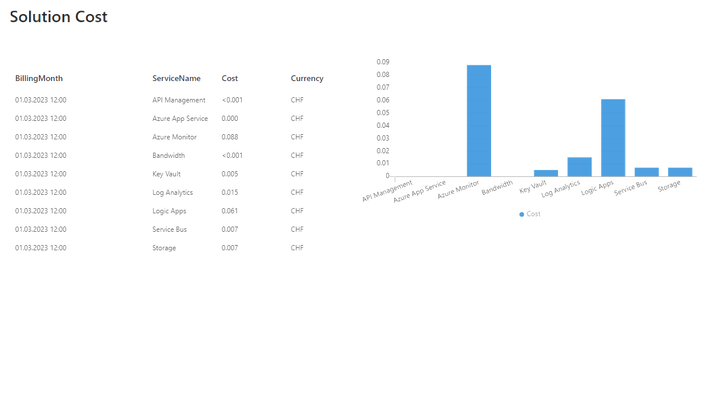 Solution Cost
BillingMonth ServiceName Cost Currency
01.03.2023 12:00 API Management <0.001 CHF
01.03.2023 12:00 Azure App Service 0.000 CHF
01.03.2023 12:00 Azure Monitor 0.088 CHF
01.03.2023 12:00 Bandwidth <0.001 CHF
01.03.2023 12:00 Key Vault 0.005 CHF
01.03.2023 12:00 Log Analytics 0.015 CHF
01.03.2023 12:00 Logic Apps 0.061 CHF
01.03.2023 12:00 Service Bus 0.007 CHF
01.03.2023 12:00 Storage 0.007 CHF
0.09
0.08
0.07
0.06
0.05
0.04
0.03
0.02
0.01
0
API Management
Azure App Service
Azure Monitor
Bandwidth
Key Vault
Log Analytics
Logic Apps
Service Bus
Storage
Cost